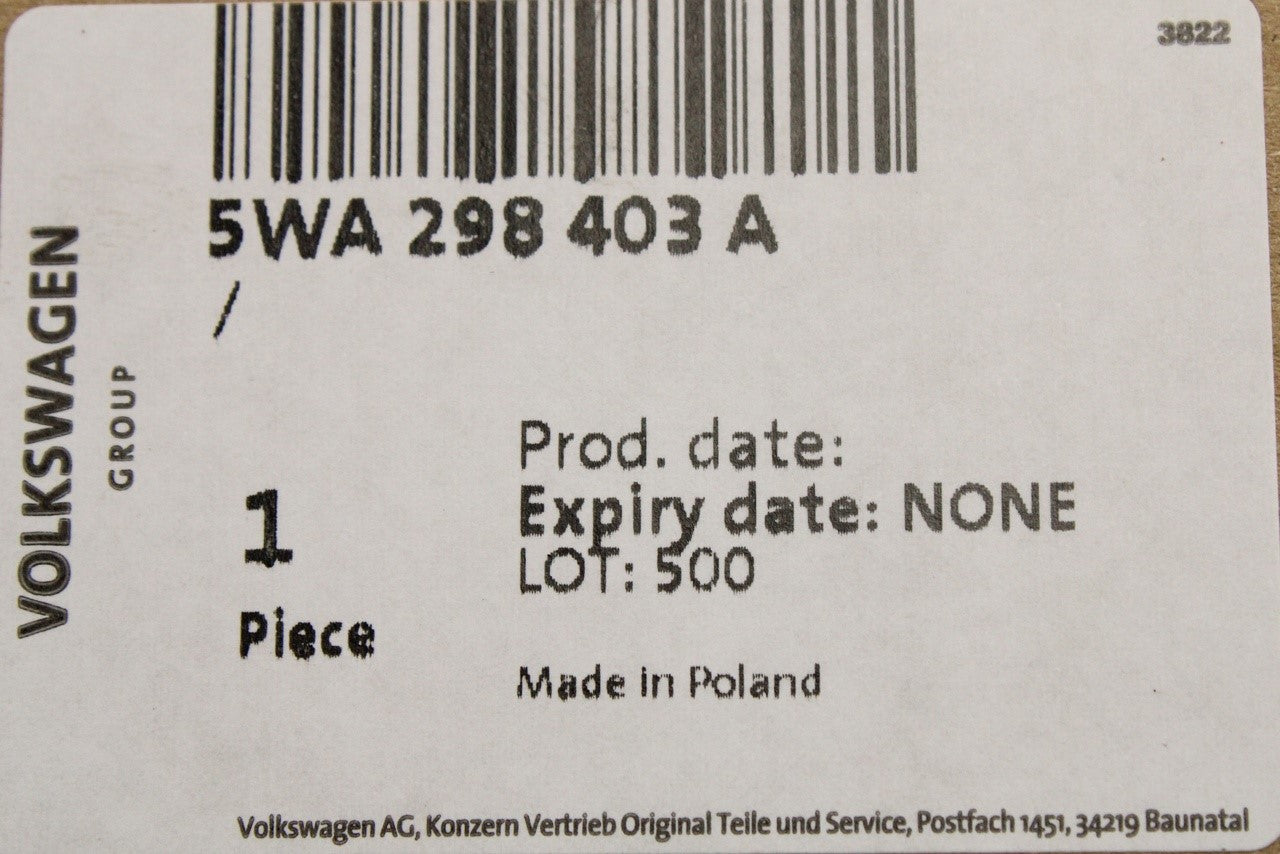 3822
5WA 298 403 A
/
VOLKSWAGEN
GROUP
Prod. date:
Expiry date: NONE
LOT: 500
1
Piece
Made in Poland
Volkswagen AG, Konzern Vertrieb Original Teile und Service, Postfach 1451, 34219 Baunatal